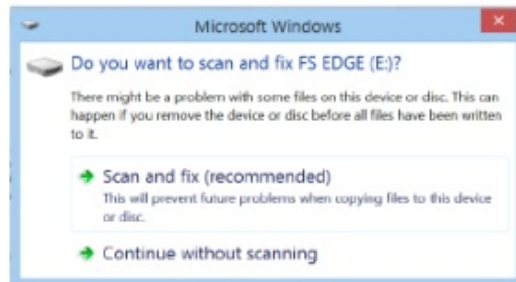 Microsoft Windows
Do you want to scan and fix FS EDGE (E:)?
There might be a problem with some files on this device or disc. This can
happen if you remove the device or disc before all files have been written
to it.
Scan and fix (recommended)
This will prevent future problems when copying files to this device
or disc.
Continue without scanning